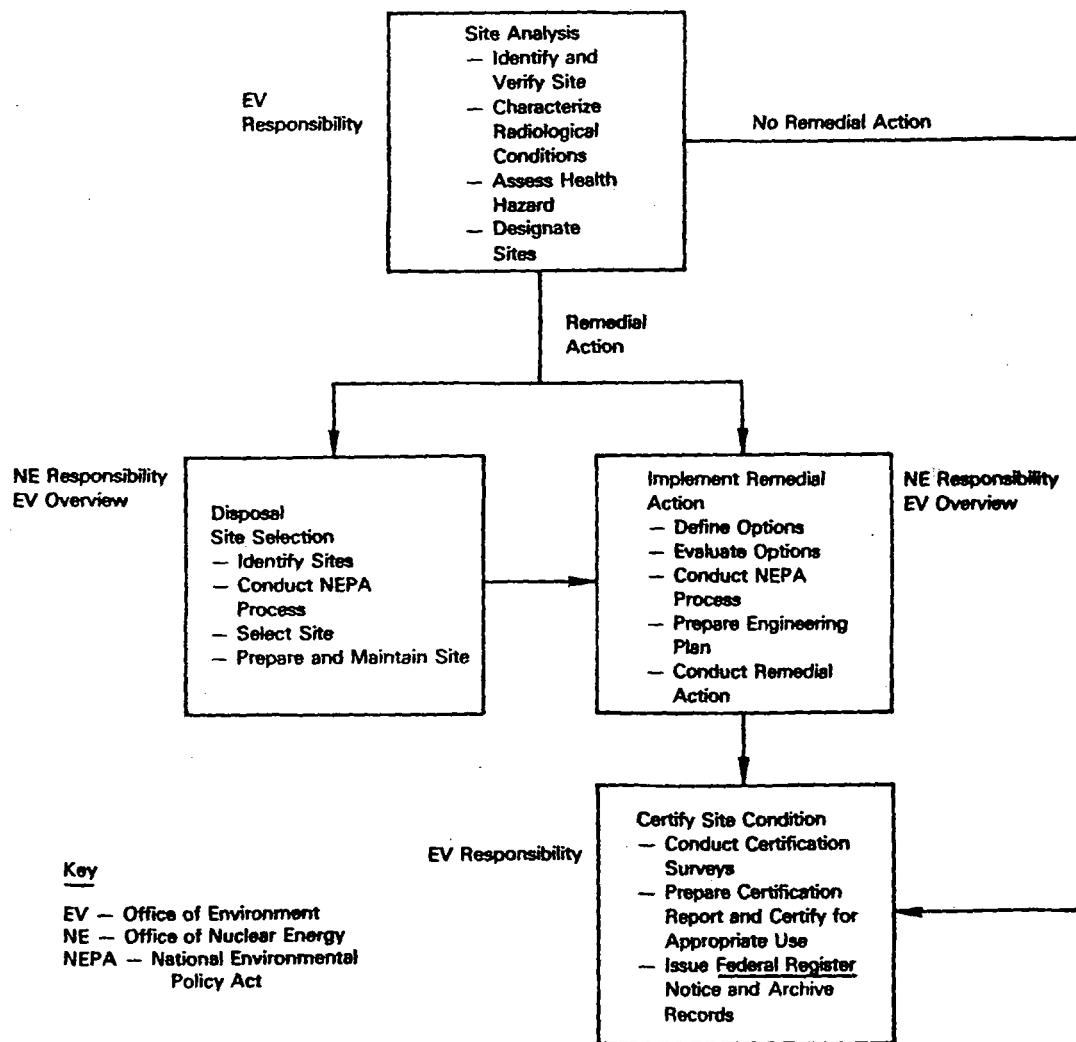 Site Analysis
— Identify and
Verify Site
— Characterize
Radiological
Conditions
— Assess Health
Hazard
— Designate
Sites
EV
Responsibility
No Remedial Action
Remedial
Action
NE Responsibility
EV Overview
Disposal
Site Selection
— Identify Sites
— Conduct NEPA
Process
— Select Site
— Prepare and Maintain Site
Implement Remedial
Action
— Define Options
— Evaluate Options
— Conduct NEPA
Process
— Prepare Engineering
Plan
— Conduct Remedial
Action
NE Responsibility
EV Overview
EV Responsibility
Certify Site Condition
— Conduct Certification
Surveys
— Prepare Certification
Report and Certify for
Appropriate Use
— Issue Federal Register
Notice and Archive
Records
Key
EV — Office of Environment
NE — Office of Nuclear Energy
NEPA — National Environmental
Policy Act